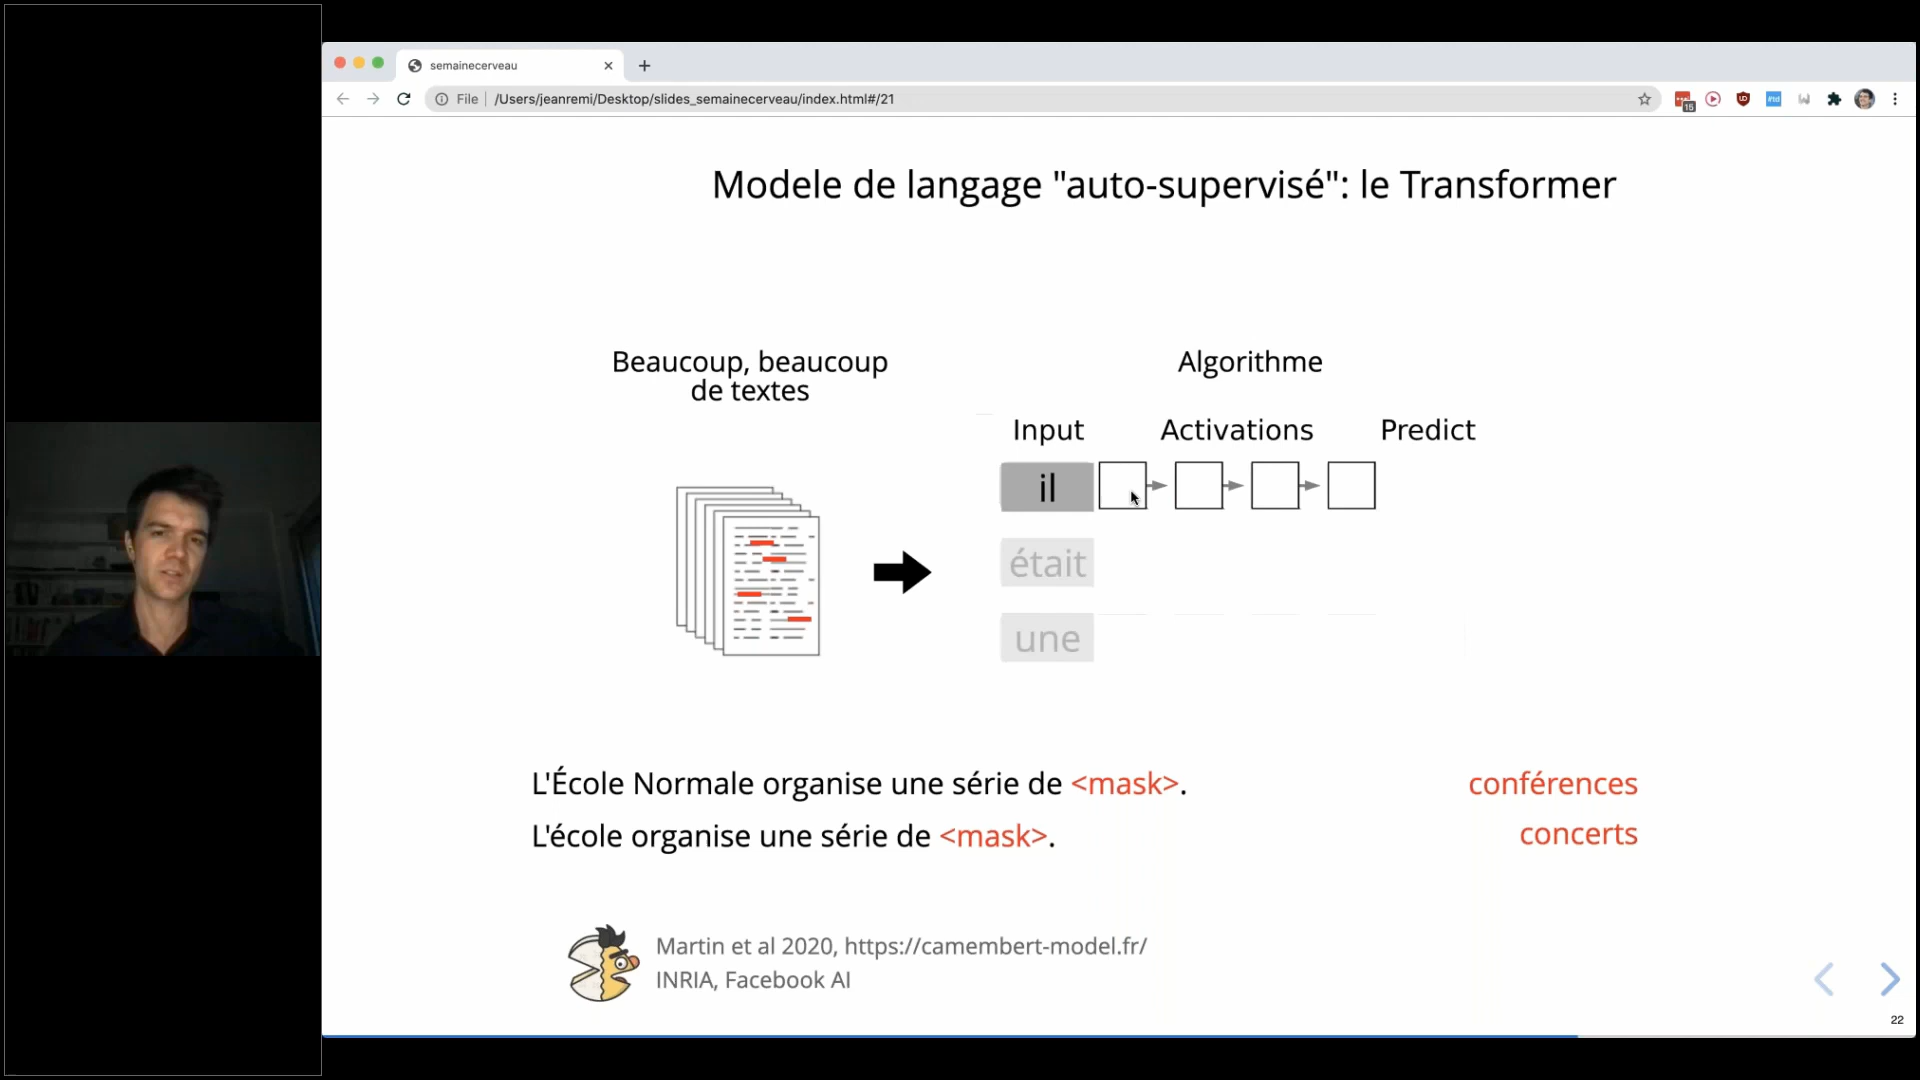 semainecerveau
File
/Users/jeanremi/Desktop/slides_semainecerveau/index.html#/21
15
Modele de langage "auto-supervisé": le Transformer
Beaucoup, beaucoup
de textes
Algorithme
Input
Activations
Predict
il
était
une
L'École Normale organise une série de <mask>.
conférences
L'école organise une série de <mask>.
concerts
Martin et al 2020, https://camembert-model.fr/
INRIA, Facebook AI
22